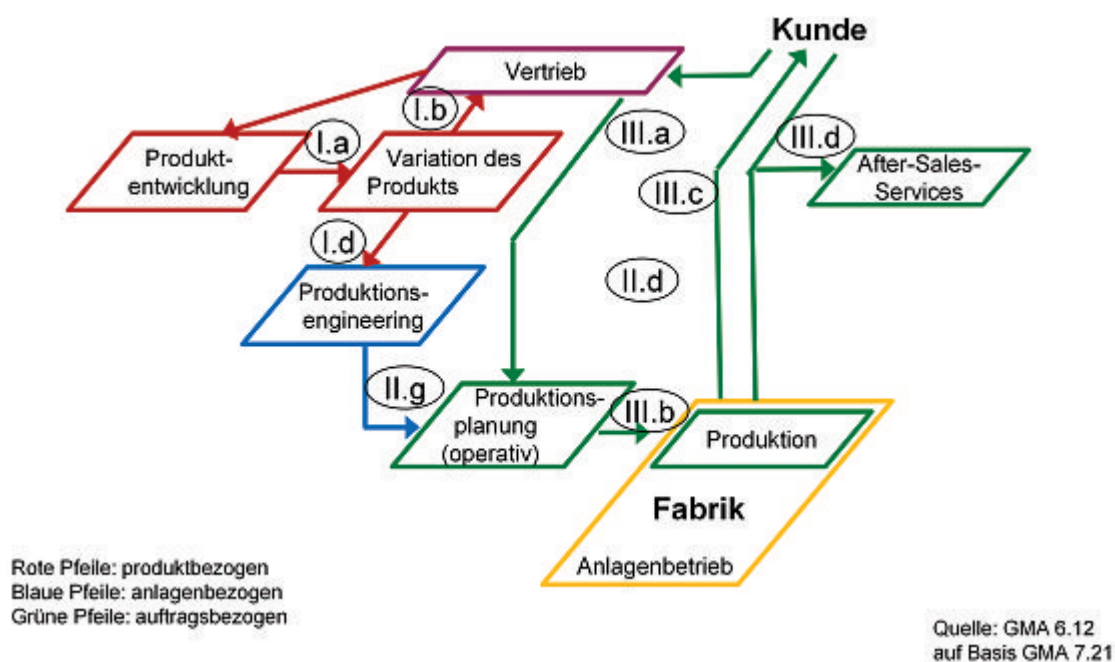 Kunde
Vertrieb
I.b
III.a
III.d
I.a
Produkt-
entwicklung
Variation des
Produkts
After-Sales-
Services
III.c
I.d
II.d
Produktions-
engineering
II.g
Produktions-
planung
(operativ)
III.b
Produktion
Fabrik
Anlagenbetrieb
Rote Pfeile: produktbezogen
Blaue Pfeile: anlagenbezogen
Grüne Pfeile: auftragsbezogen
Quelle: GMA 6.12
auf Basis GMA 7.21